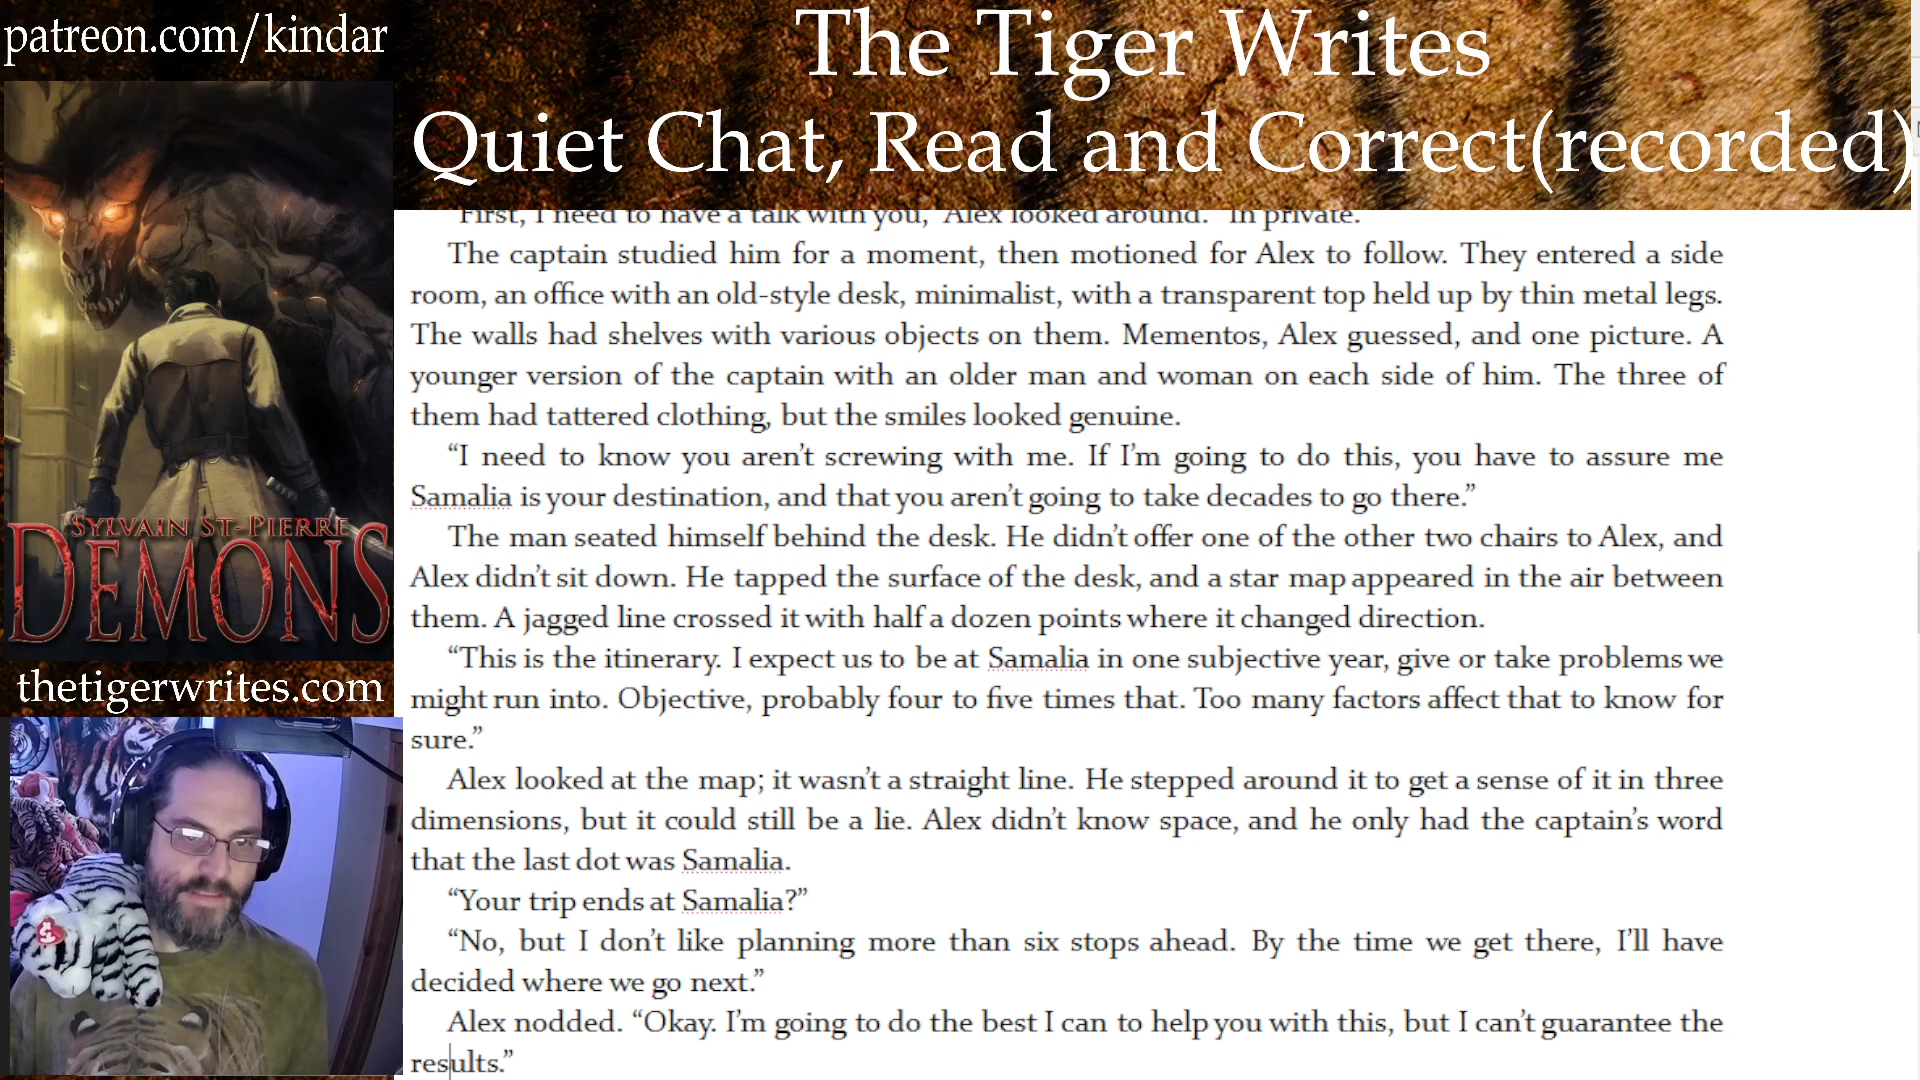 patreon.com/kindar
The Tiger Writes
Quiet Chat, Read and Correct(recorded)
"First, I need to have a talk with you," Alex looked around. "In private."
The captain studied him for a moment, then motioned for Alex to follow. They entered a side
room, an office with an old-style desk, minimalist, with a transparent top held up by thin metal legs.
The walls had shelves with various objects on them. Mementos, Alex guessed, and one picture. A
younger version of the captain with an older man and woman on each side of him. The three of
them had tattered clothing, but the smiles looked genuine.
“I need to know you aren’t screwing with me. If I’m going to do this, you have to assure me
Samalia is your destination, and that you aren’t going to take decades to go there.”
The man seated himself behind the desk. He didn’t offer one of the other two chairs to Alex, and
Alex didn’t sit down. He tapped the surface of the desk, and a star map appeared in the air between
them. A jagged line crossed it with half a dozen points where it changed direction.
“This is the itinerary. I expect us to be at Samalia in one subjective year, give or take problems we
might run into. Objective, probably four to five times that. Too many factors affect that to know for
sure.”
Alex looked at the map; it wasn’t a straight line. He stepped around it to get a sense of it in three
dimensions, but it could still be a lie. Alex didn’t know space, and he only had the captain’s word
that the last dot was Samalia.
“Your trip ends at Samalia?”
“No, but I don’t like planning more than six stops ahead. By the time we get there, I’ll have
decided where we go next.”
Alex nodded. “Okay. I’m going to do the best I can to help you with this, but I can’t guarantee the
results.”
SYLVAIN ST-PIERRE
DEMONS
thetigerwrites.com